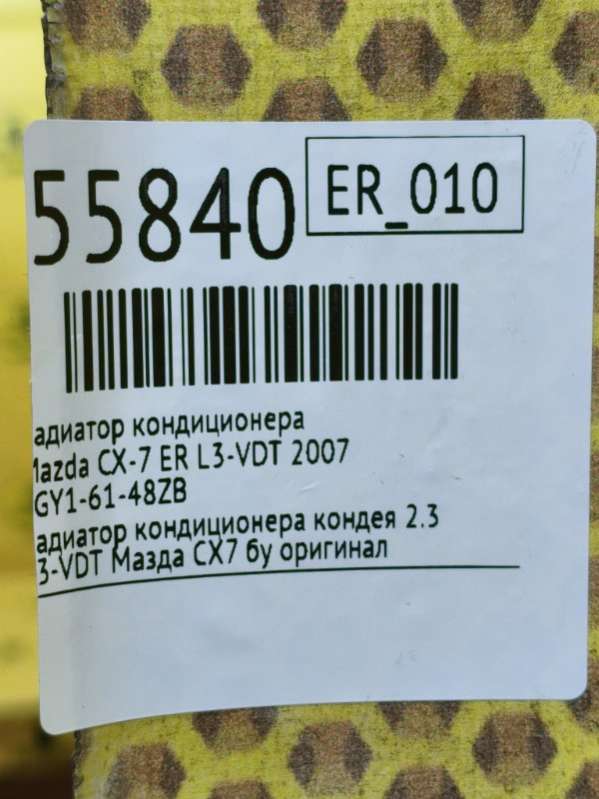 55840
ER_010
адиатор кондиционера
Mazda CX-7 ER L3-VDT 2007
GY1-61-48ZB
адиатор кондиционера кондея 2.3
3-VDT Мазда CX7 бу оригинал